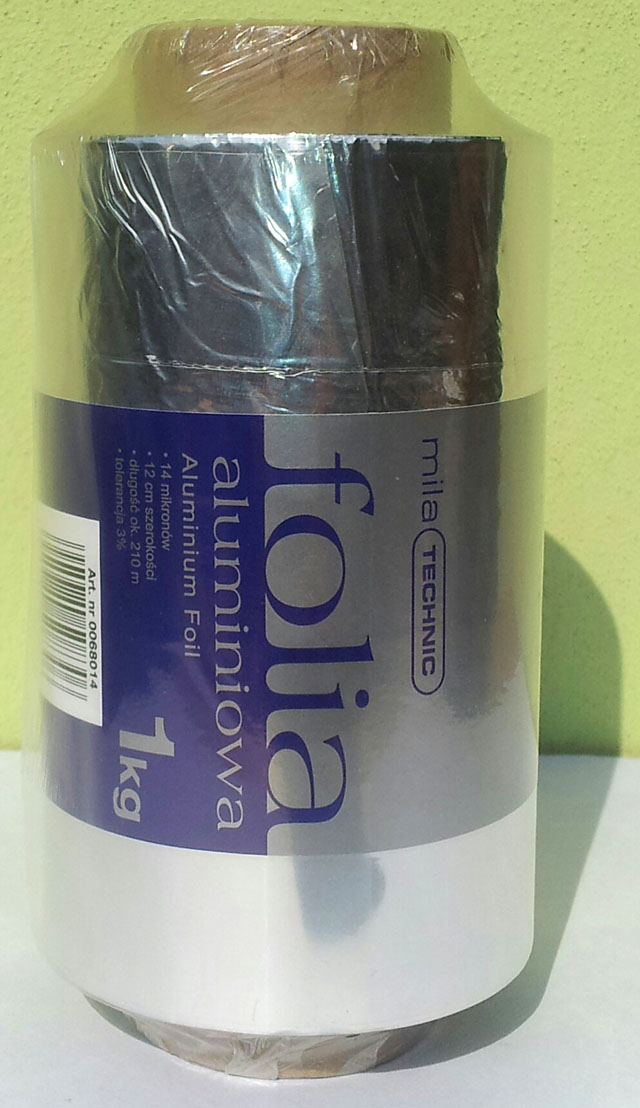 mila TECHNIC
folia
aluminiowa
Aluminium Foil
• 14 mikronów
• 12 cm szerokości
• długość ok. 210 m
• tolerancja 3%
1kg
Art. nr 0068014